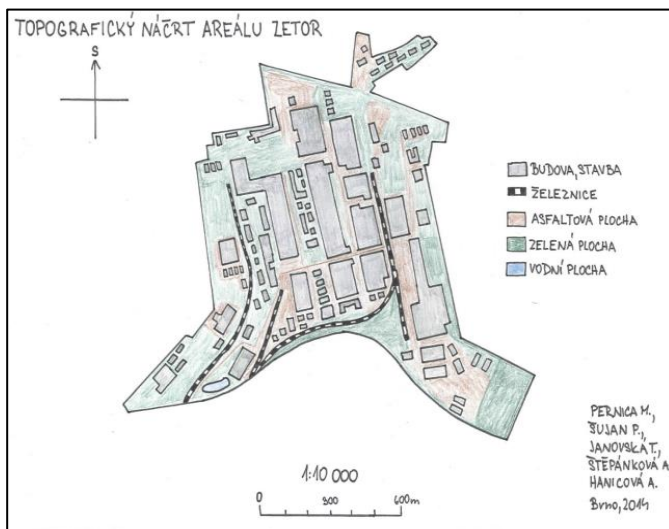 TOPOGRAFICKÝ NÁČRT AREÁLU ZETOR
S
BUDOVA, STAVBA
ŽELEZNICE
ASFALTOVÁ PLOCHA
ZELENÁ PLOCHA
VODNÍ PLOCHA
PERNICA M.,
ŠUJAN P.,
JANOVSKÁ T.,
ŠTĚPÁNKOVÁ A.
HANICOVÁ A.
Brno, 2014
1:10 000
0 300 600m